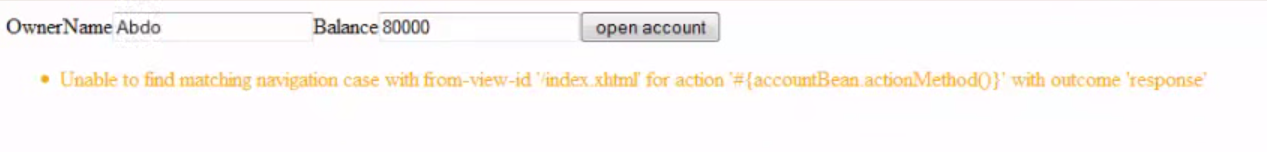 OwnerName Abdo Balance 80000 open account
Unable to find matching navigation case with from-view-id '/index.xhtml' for action '#{accountBean.actionMethod()}' with outcome 'response'